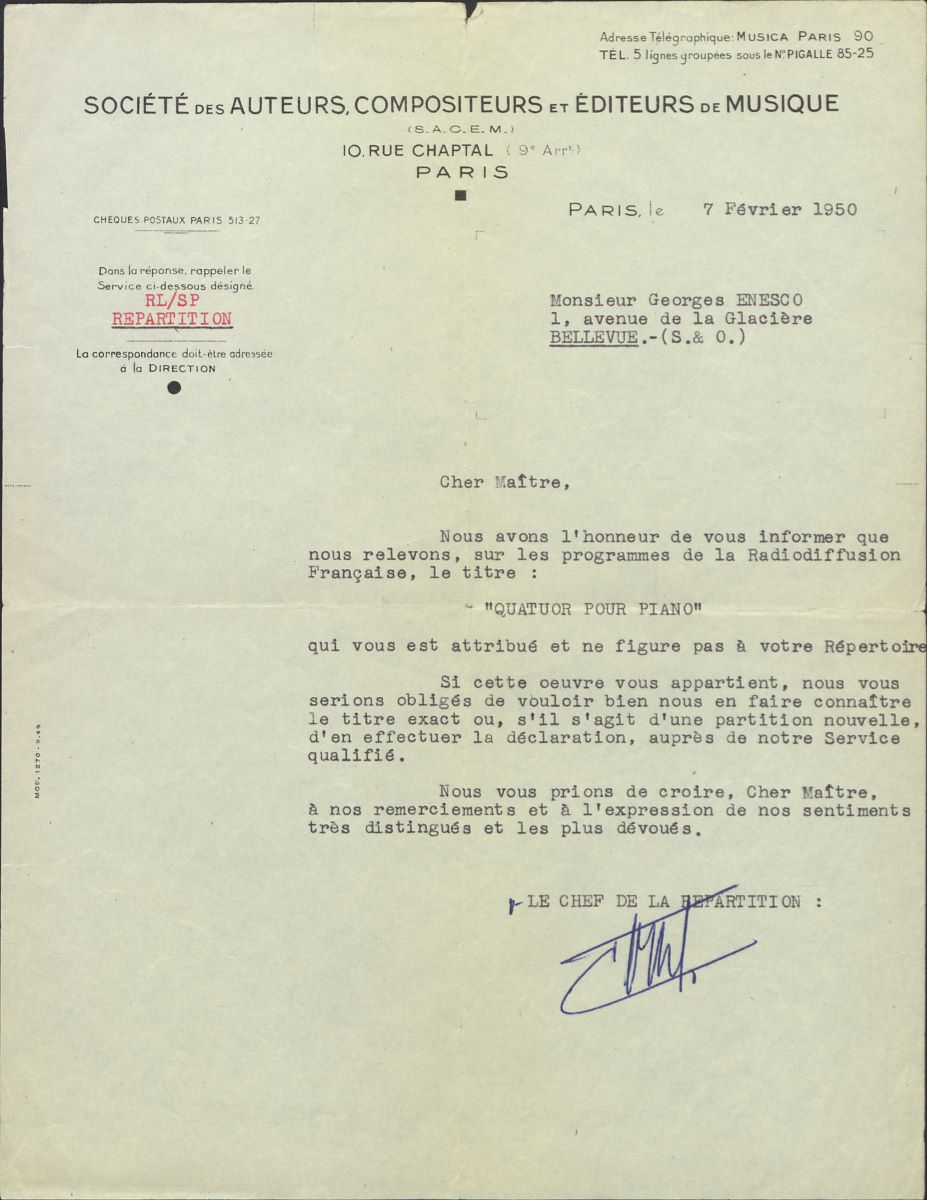 Adresse Télégraphique: MUSICA PARIS 90
TÉL. 5 lignes groupées sous le N° PIGALLE 85-25
SOCIÉTÉ DES AUTEURS, COMPOSITEURS ET ÉDITEURS DE MUSIQUE
(S.A.C.E.M.)
10, RUE CHAPTAL (9e Arrt)
PARIS
CHÈQUES POSTAUX PARIS 513-27
PARIS, le 7 Février 1950
Dans la réponse, rappeler le
Service ci-dessous désigné.
RL/SP
REPARTITION
La correspondance doit-être adressée
à la DIRECTION
Monsieur Georges ENESCO
1, avenue de la Glacière
BELLEVUE.-(S.& O.)
Cher Maître,
Nous avons l'honneur de vous informer que
nous relevons, sur les programmes de la Radiodiffusion
Française, le titre :
- "QUATUOR POUR PIANO"
qui vous est attribué et ne figure pas à votre Répertoire
Si cette oeuvre vous appartient, nous vous
serions obligés de vouloir bien nous en faire connaître
le titre exact ou, s'il s'agit d'une partition nouvelle,
d'en effectuer la déclaration, auprès de notre Service
qualifié.
Nous vous prions de croire, Cher Maître,
à nos remerciements et à l'expression de nos sentiments
très distingués et les plus dévoués.
LE CHEF DE LA REPARTITION :
MOD. 1270 - 9.49